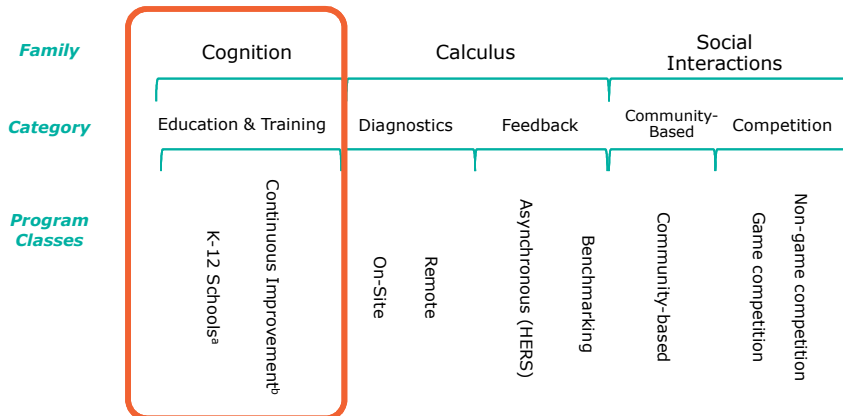 Family
Cognition
Calculus
Social
Interactions
Category
Education & Training
Diagnostics
Feedback
Community-
Based
Competition
Program
Classes
K-12 Schoolsᵃ
Continuous Improvementᵇ
On-Site
Remote
Asynchronous (HERS)
Benchmarking
Community-based
Game competition
Non-game competition